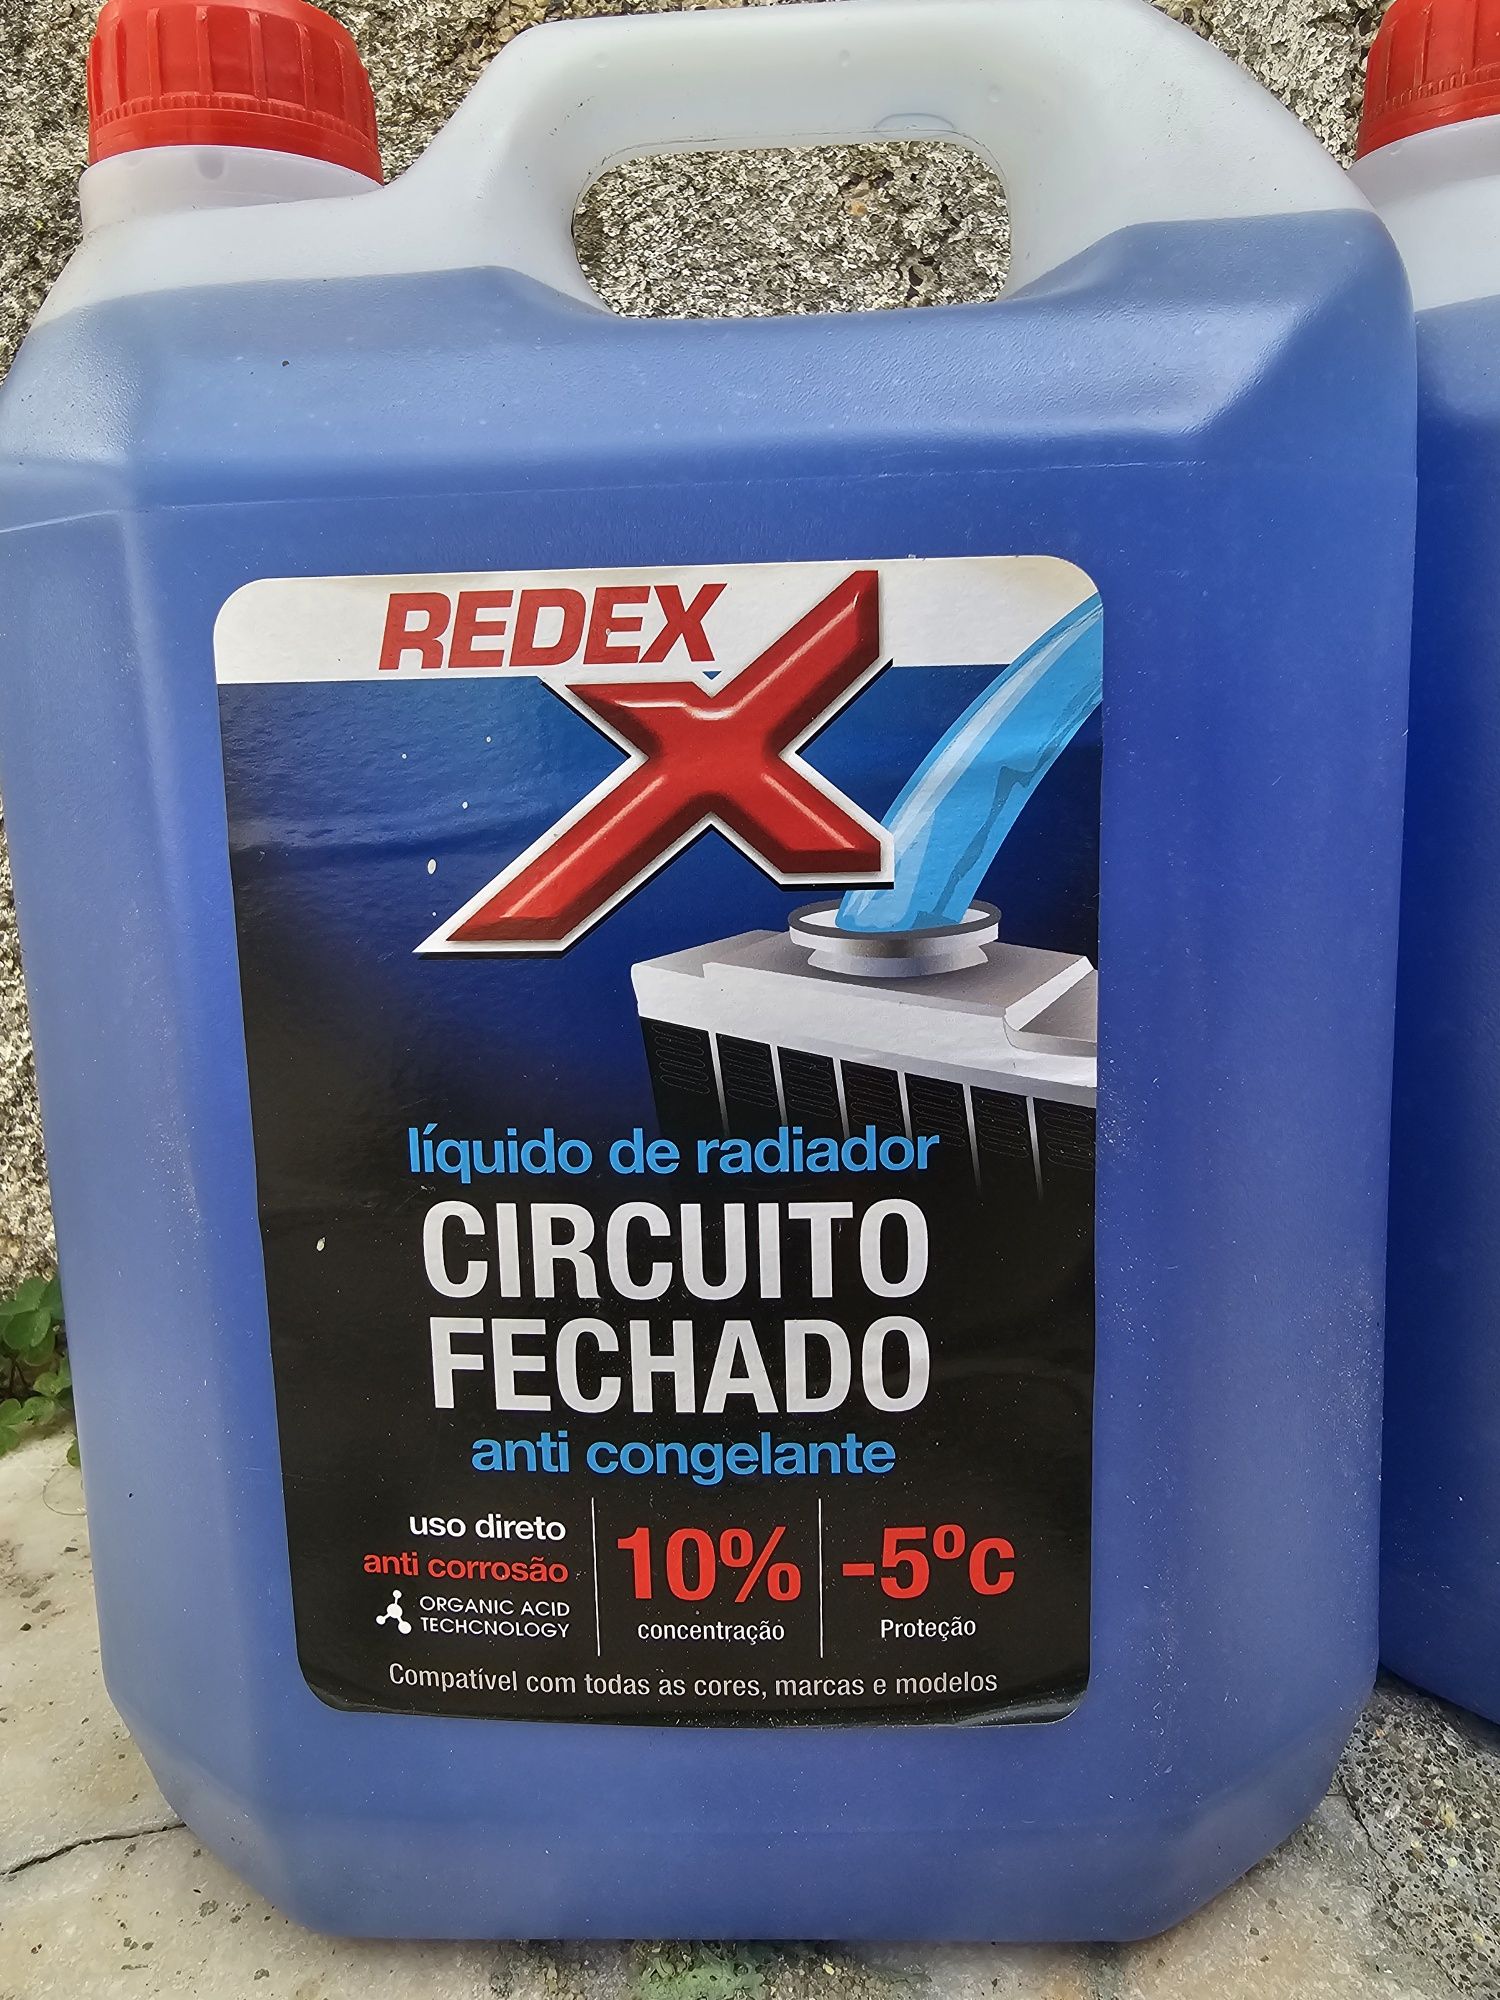 REDEX
X
líquido de radiador
CIRCUITO
FECHADO
anti congelante
uso direto
anti corrosão
ORGANIC ACID
TECHCNOLOGY
10%
concentração
-5ºc
Proteção
Compatível com todas as cores, marcas e modelos